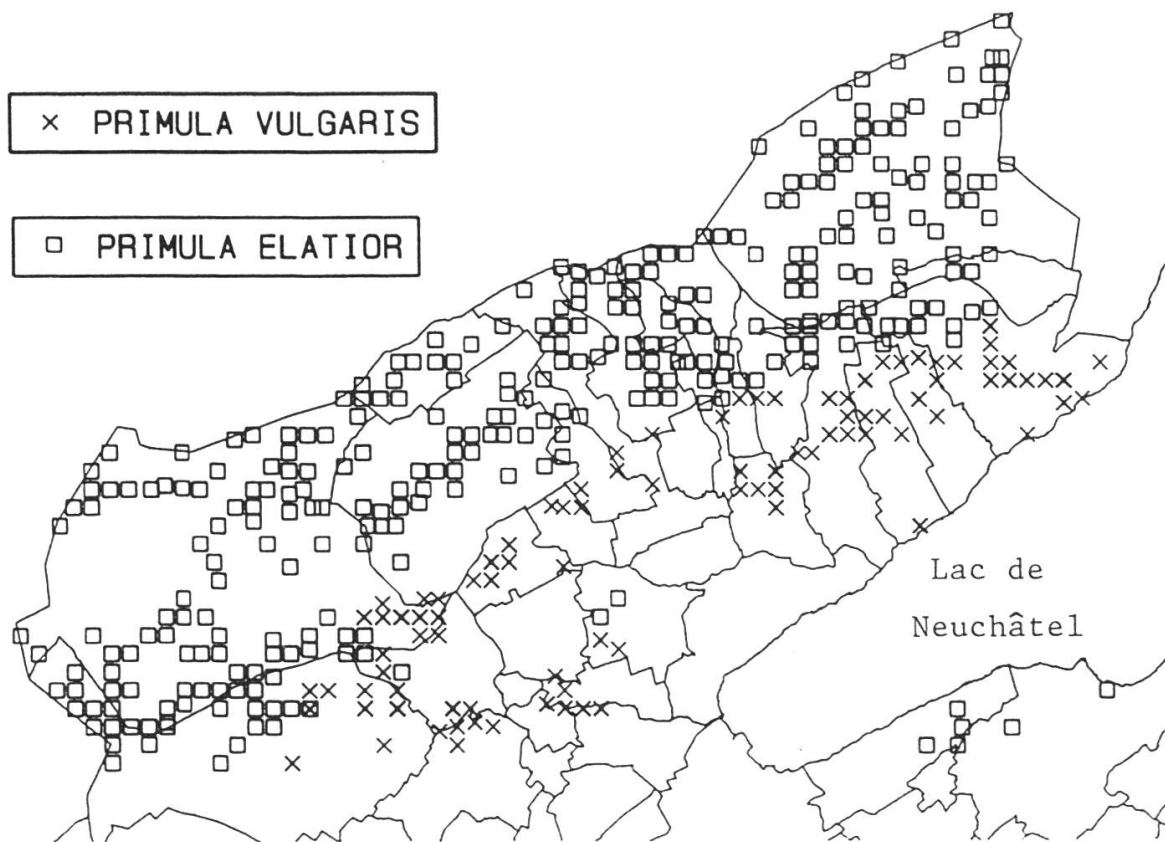 × PRIMULA VULGARIS
□ PRIMULA ELATIOR
Lac de
Neuchâtel